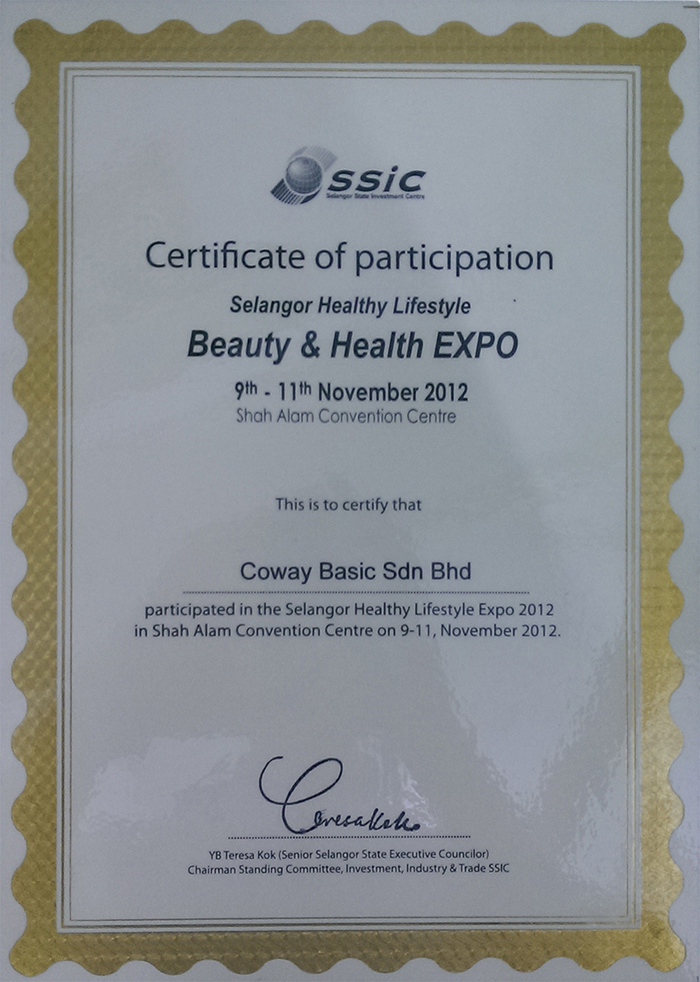 ssic
Selangor State Investment Centre
Certificate of participation
Selangor Healthy Lifestyle
Beauty & Health EXPO
9th - 11th November 2012
Shah Alam Convention Centre
This is to certify that
Coway Basic Sdn Bhd
participated in the Selangor Healthy Lifestyle Expo 2012
in Shah Alam Convention Centre on 9-11, November 2012.
TeresaKok
YB Teresa Kok (Senior Selangor State Executive Councilor)
Chairman Standing Committee, Investment, Industry & Trade SSIC